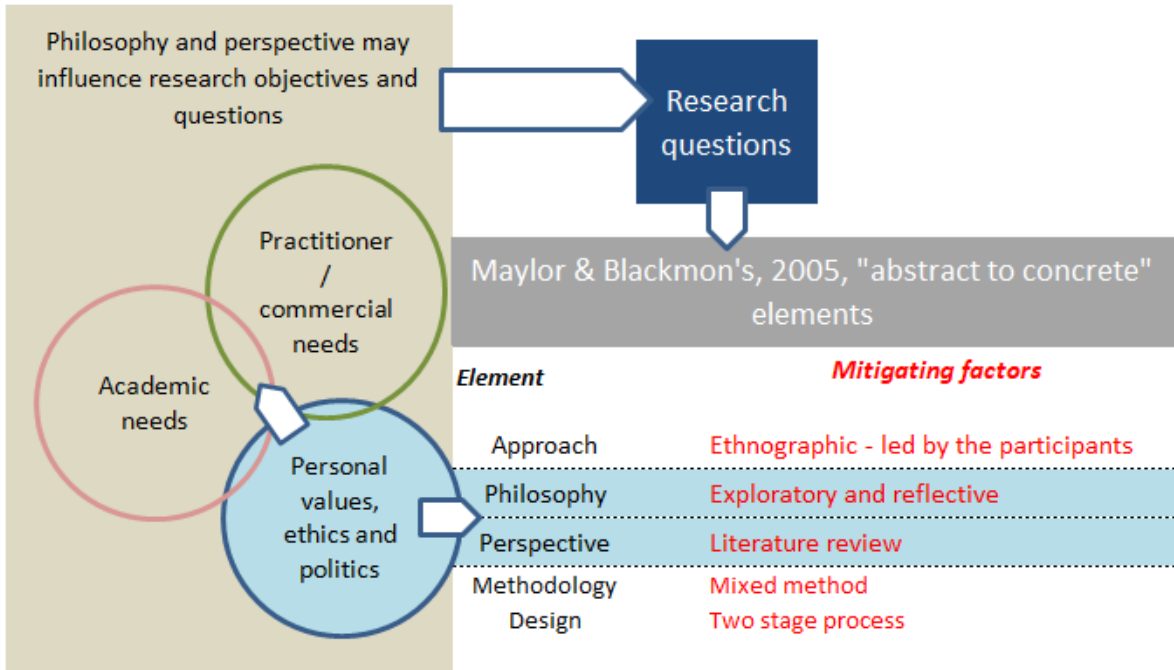 Philosophy and perspective may
influence research objectives and
questions
Research
questions
Practitioner
/
commercial
needs
Academic
needs
Personal
values,
ethics and
politics
Maylor & Blackmon's, 2005, "abstract to concrete"
elements
Element Mitigating factors
Approach Ethnographic - led by the participants
Philosophy Exploratory and reflective
Perspective Literature review
Methodology Mixed method
Design Two stage process